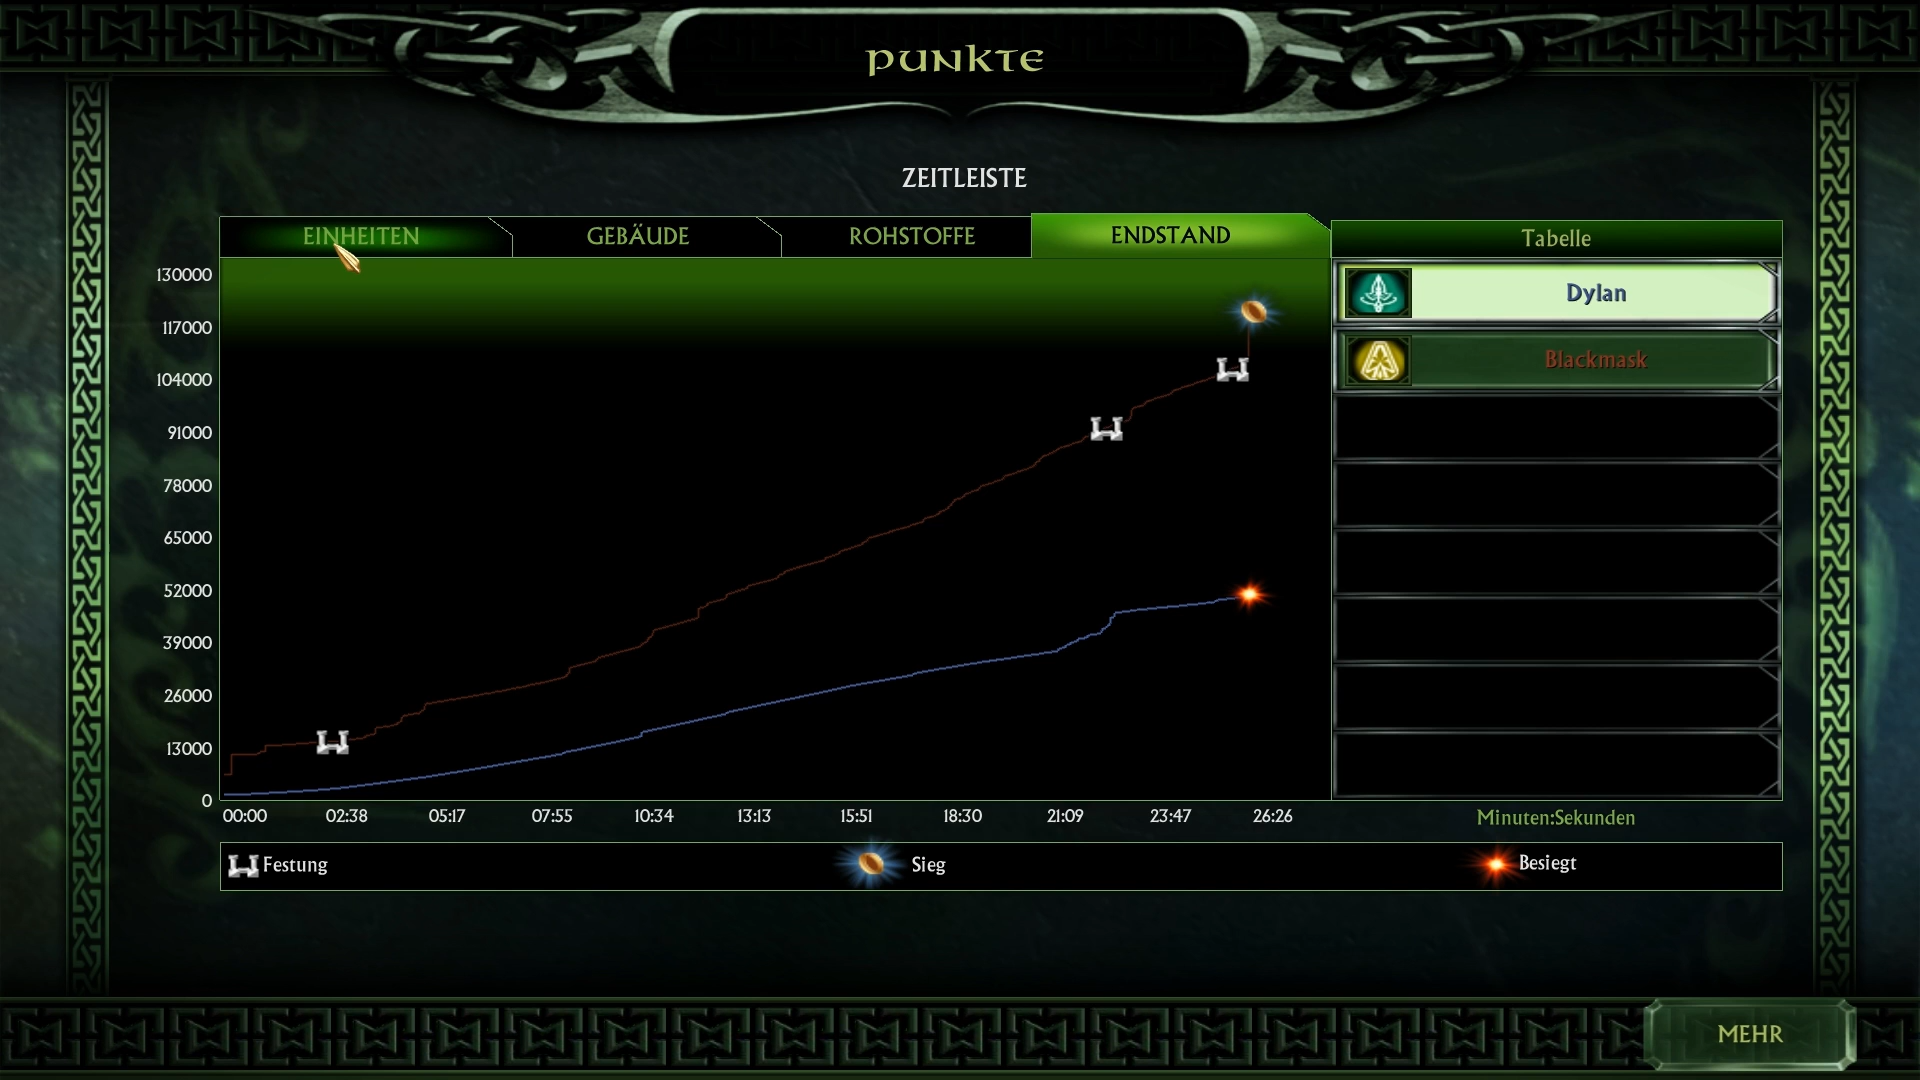 PUNKTE
ZEITLEISTE
EINHEITEN
GEBÄUDE
ROHSTOFFE
ENDSTAND
Tabelle
130000
117000
104000
91000
78000
65000
52000
39000
26000
13000
0
Dylan
Blackmask
00:00
02:38
05:17
07:55
10:34
13:13
15:51
18:30
21:09
23:47
26:26
Minuten:Sekunden
Festung
Sieg
Besiegt
MEHR